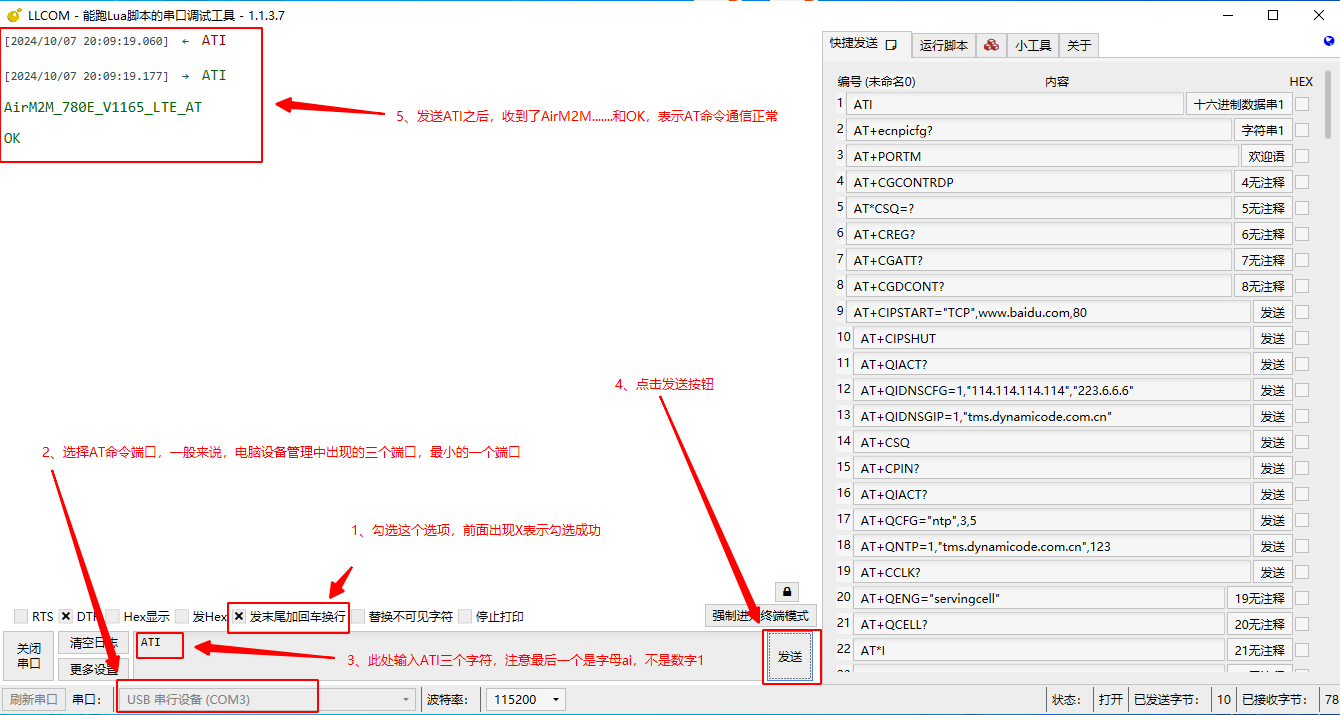 LLCOM - 能跑Lua脚本的串口调试工具 - 1.1.3.7
[2024/10/07 20:09:19.060] ← ATI
[2024/10/07 20:09:19.177] → ATI
AirM2M_780E_V1165_LTE_AT
OK
5、发送ATI之后，收到了AirM2M.......和OK，表示AT命令通信正常
4、点击发送按钮
2、选择AT命令端口，一般来说，电脑设备管理中出现的三个端口，最小的一个端口
1、勾选这个选项，前面出现X表示勾选成功
RTS DTR Hex显示 发Hex 发末尾加回车换行 替换不可见字符 停止打印 强制进入终端模式
关闭串口
清空日志
更多设置
ATI
3、此处输入ATI三个字符，注意最后一个是字母ai，不是数字1
发送
快捷发送 运行脚本 小工具 关于
编号 (未命名0) 内容 HEX
1 ATI 十六进制数据串1
2 AT+ecnpicfg? 字符串1
3 AT+PORTM 欢迎语
4 AT+CGCONTRDP 4无注释
5 AT*CSQ=? 5无注释
6 AT+CREG? 6无注释
7 AT+CGATT? 7无注释
8 AT+CGDCONT? 8无注释
9 AT+CIPSTART="TCP",www.baidu.com,80 发送
10 AT+CIPSHUT 发送
11 AT+QIACT? 发送
12 AT+QIDNSCFG=1,"114.114.114.114","223.6.6.6" 发送
13 AT+QIDNSGIP=1,"tms.dynamicode.com.cn" 发送
14 AT+CSQ 发送
15 AT+CPIN? 发送
16 AT+QIACT? 发送
17 AT+QCFG="ntp",3,5 发送
18 AT+QNTP=1,"tms.dynamicode.com.cn",123 发送
19 AT+CCLK? 发送
20 AT+QENG="servingcell" 19无注释
21 AT+QCELL? 20无注释
22 AT*I 21无注释
刷新串口 串口： USB 串行设备 (COM3) 波特率： 115200 状态： 打开 已发送字节： 10 已接收字节： 78